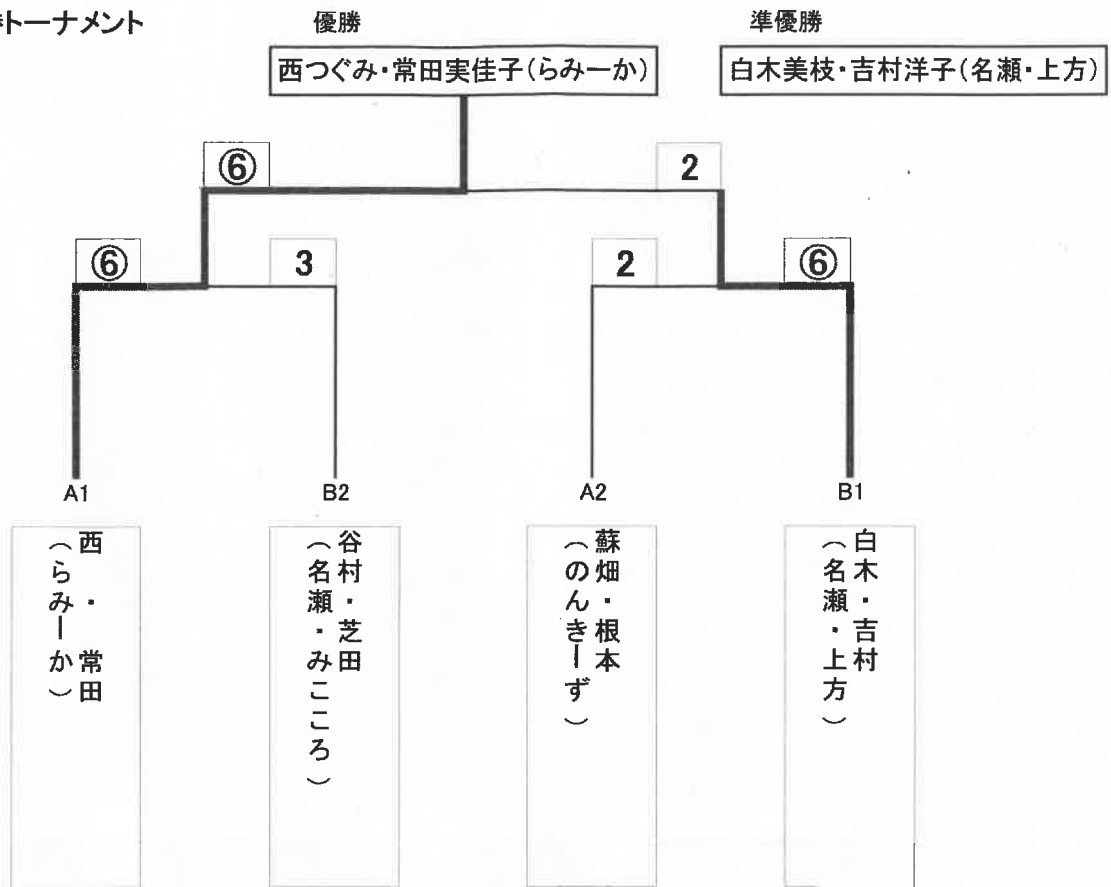 トーナメント
優勝
準優勝
西つぐみ・常田実佳子(らみーか)
白木美枝・吉村洋子(名瀬・上方)
⑥
2
⑥
3
2
⑥
A1
B2
A2
B1
西・常田
(らみーか)
谷村・芝田
(名瀬・みこころ)
蘇畑・根本
(のんきーず)
白木・吉村
(名瀬・上方)